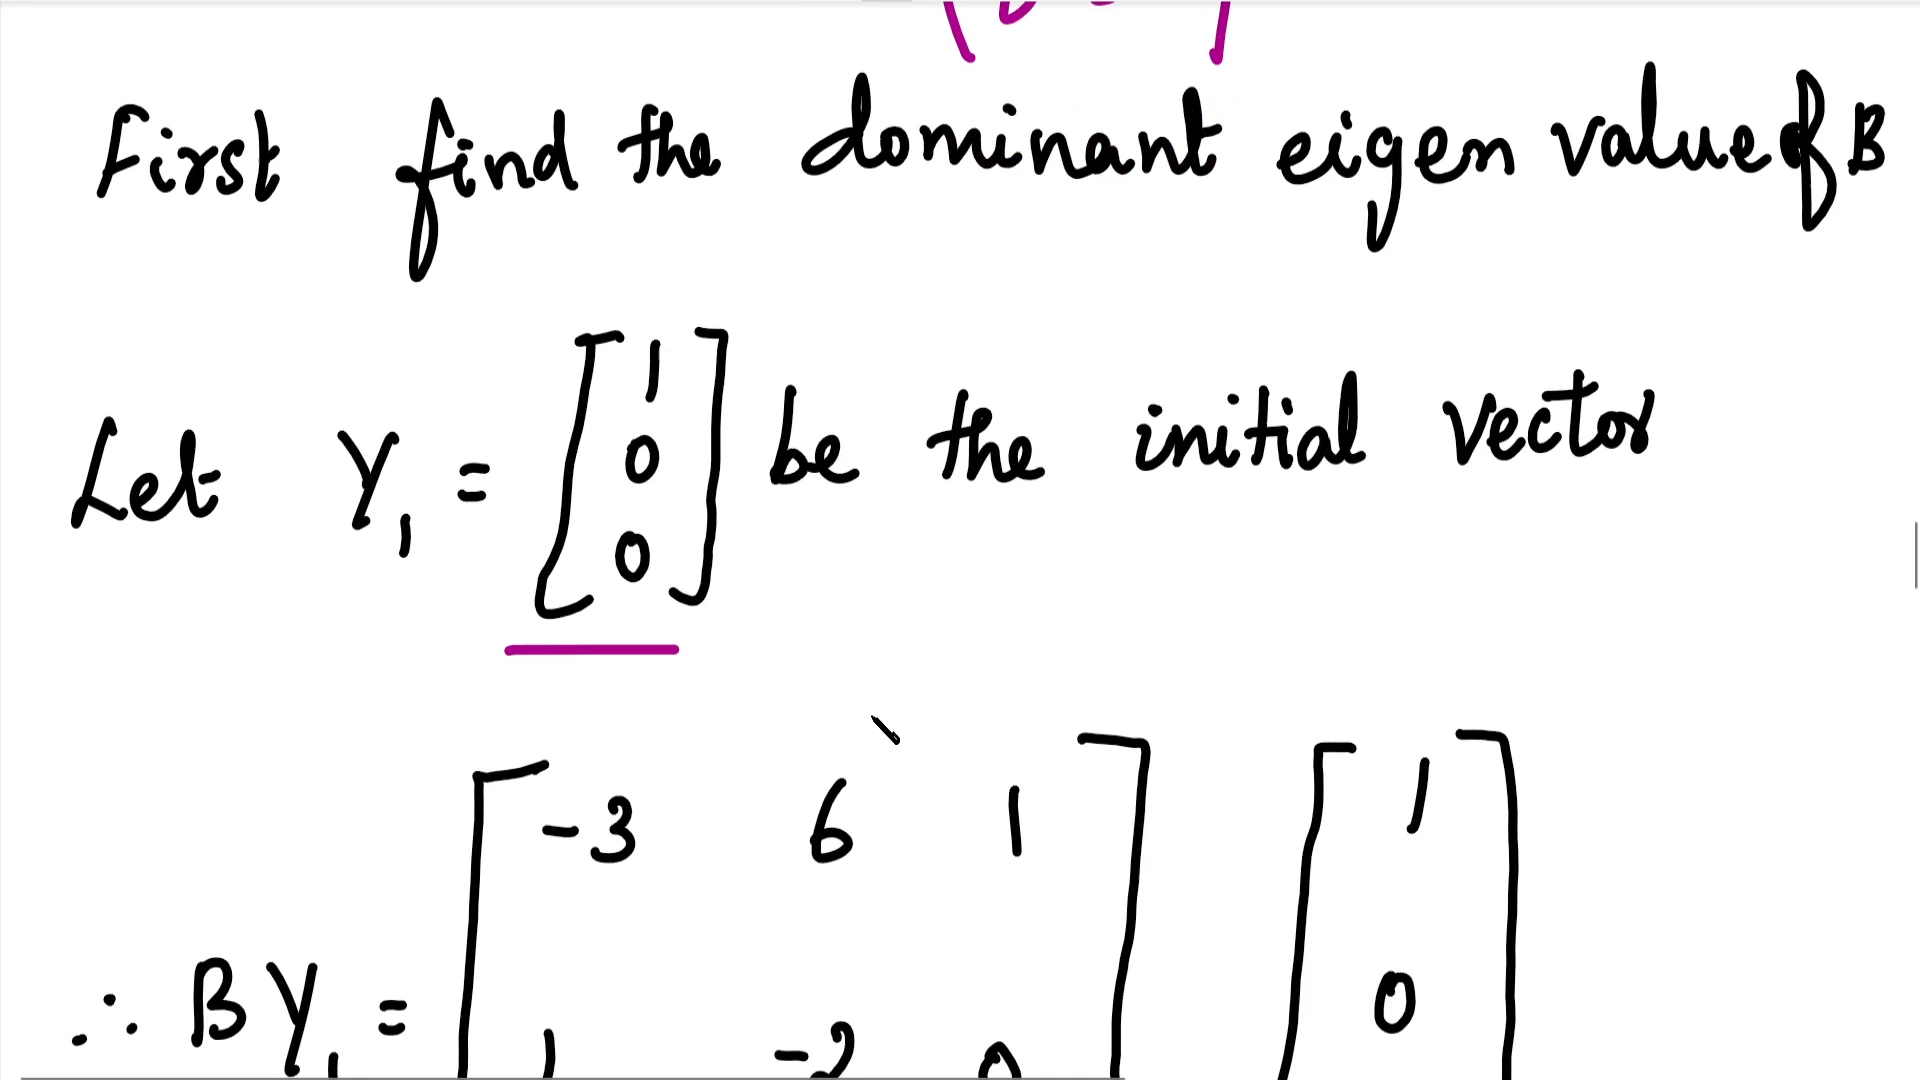 First find the dominant eigen value of B
Let Y₁ = [1 0 0] be the initial vector
-3 6 1 1
∴ BY₁ = 0
1 -2 0